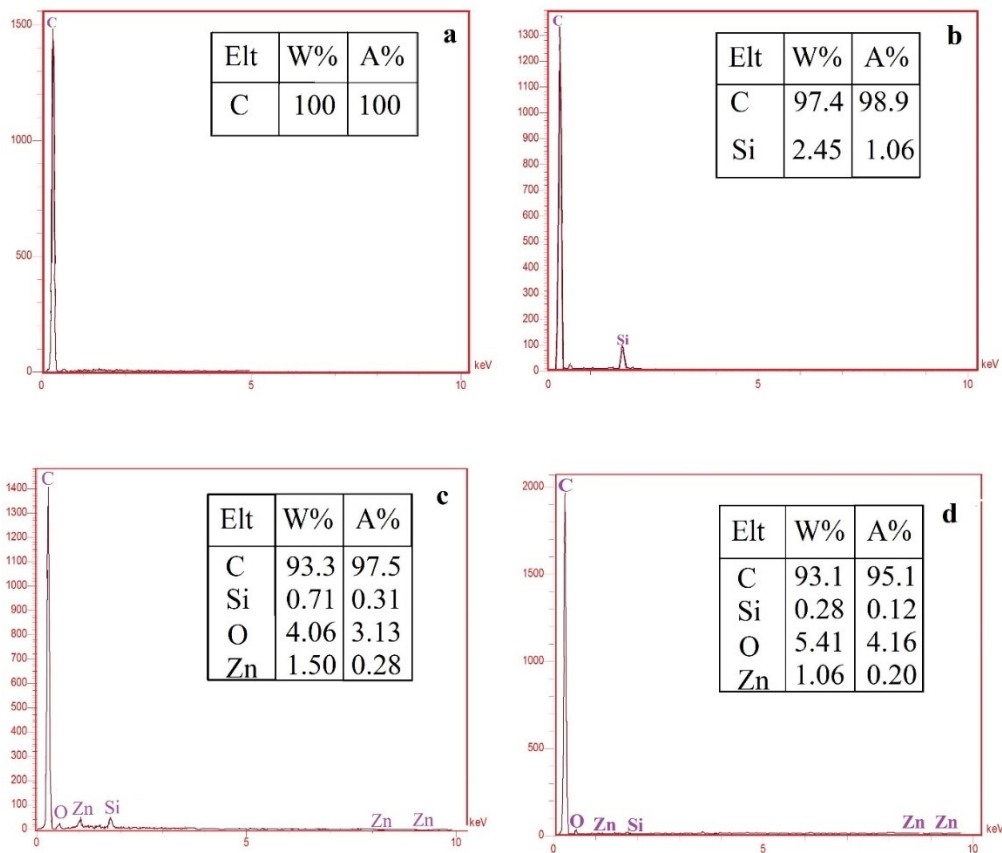 a
1500
C
1000
500
0
0
5
10
keV
Elt W% A%
C 100 100
b
1300
C
1200
1100
1000
900
800
700
600
500
400
300
200
100
0
Si
0
5
10
keV
Elt W% A%
C 97.4 98.9
Si 2.45 1.06
c
1400
C
1300
1200
1100
1000
900
800
700
600
500
400
300
200
100
0
O Zn Si Zn Zn
0
5
10
keV
Elt W% A%
C 93.3 97.5
Si 0.71 0.31
O 4.06 3.13
Zn 1.50 0.28
d
2000
C
1500
1000
500
0
O Zn Si Zn Zn
0
5
10
keV
Elt W% A%
C 93.1 95.1
Si 0.28 0.12
O 5.41 4.16
Zn 1.06 0.20